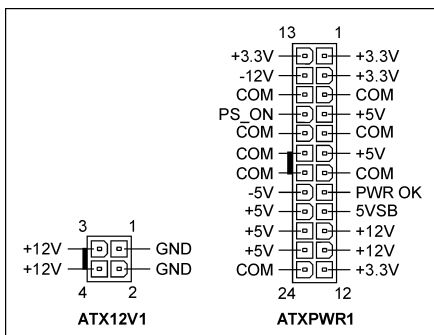 13 1
+3.3V +3.3V
-12V +3.3V
COM COM
PS_ON +5V
COM COM
COM +5V
COM COM
-5V PWR OK
+5V 5VSB
+5V +12V
+5V +12V
COM +3.3V
24 12
ATXPWR1
3 1
+12V GND
+12V GND
4 2
ATX12V1